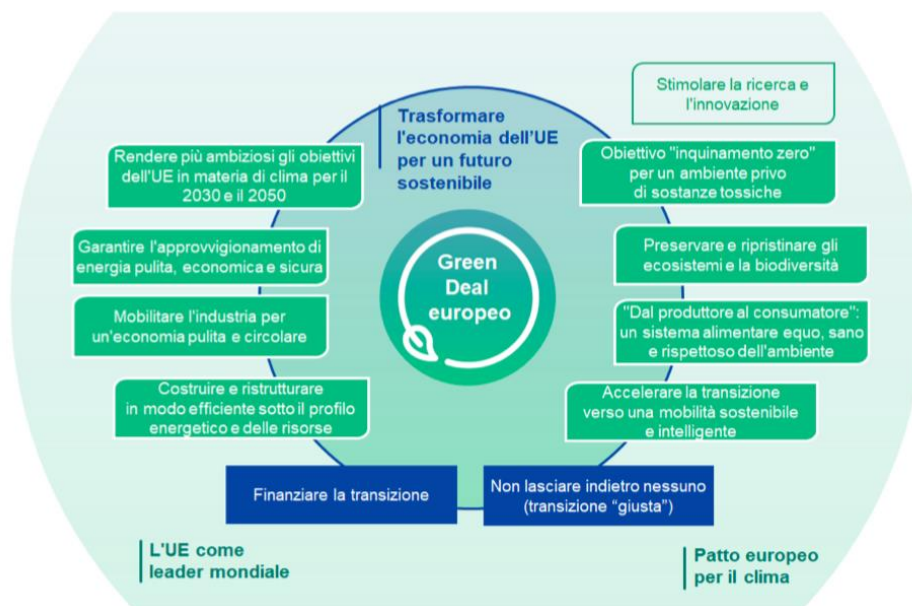 Trasformare
l'economia dell'UE
per un futuro
sostenibile
Stimolare la ricerca e
l'innovazione
Rendere più ambiziosi gli obiettivi
dell'UE in materia di clima per il
2030 e il 2050
Obiettivo "inquinamento zero"
per un ambiente privo
di sostanze tossiche
Garantire l'approvvigionamento di
energia pulita, economica e sicura
Green
Deal
europeo
Preservare e ripristinare gli
ecosistemi e la biodiversità
Mobilitare l'industria per
un'economia pulita e circolare
"Dal produttore al consumatore":
un sistema alimentare equo, sano
e rispettoso dell'ambiente
Costruire e ristrutturare
in modo efficiente sotto il profilo
energetico e delle risorse
Accelerare la transizione
verso una mobilità sostenibile
e intelligente
Finanziare la transizione
Non lasciare indietro nessuno
(transizione “giusta”)
L'UE come
leader mondiale
Patto europeo
per il clima